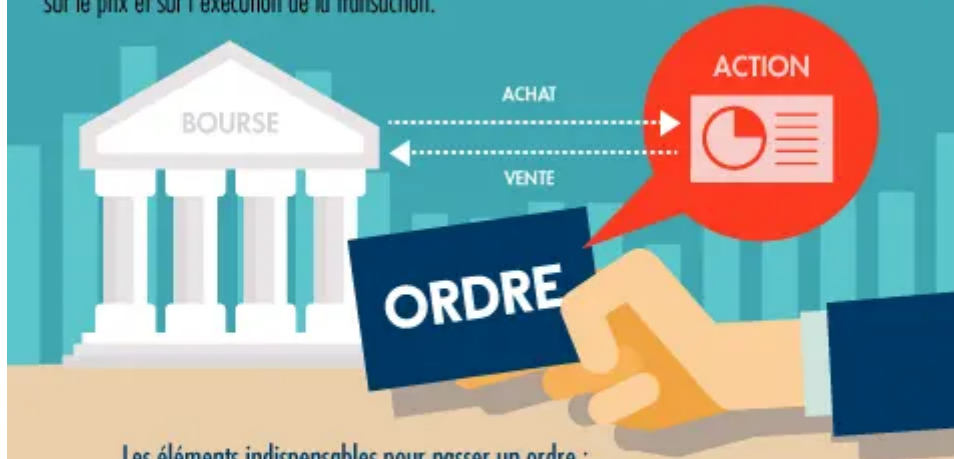 sur le prix et sur l'exécution de la transaction.
ACTION
ACHAT
BOURSE
VENTE
ORDRE
Les éléments indispensables pour passer un ordre :